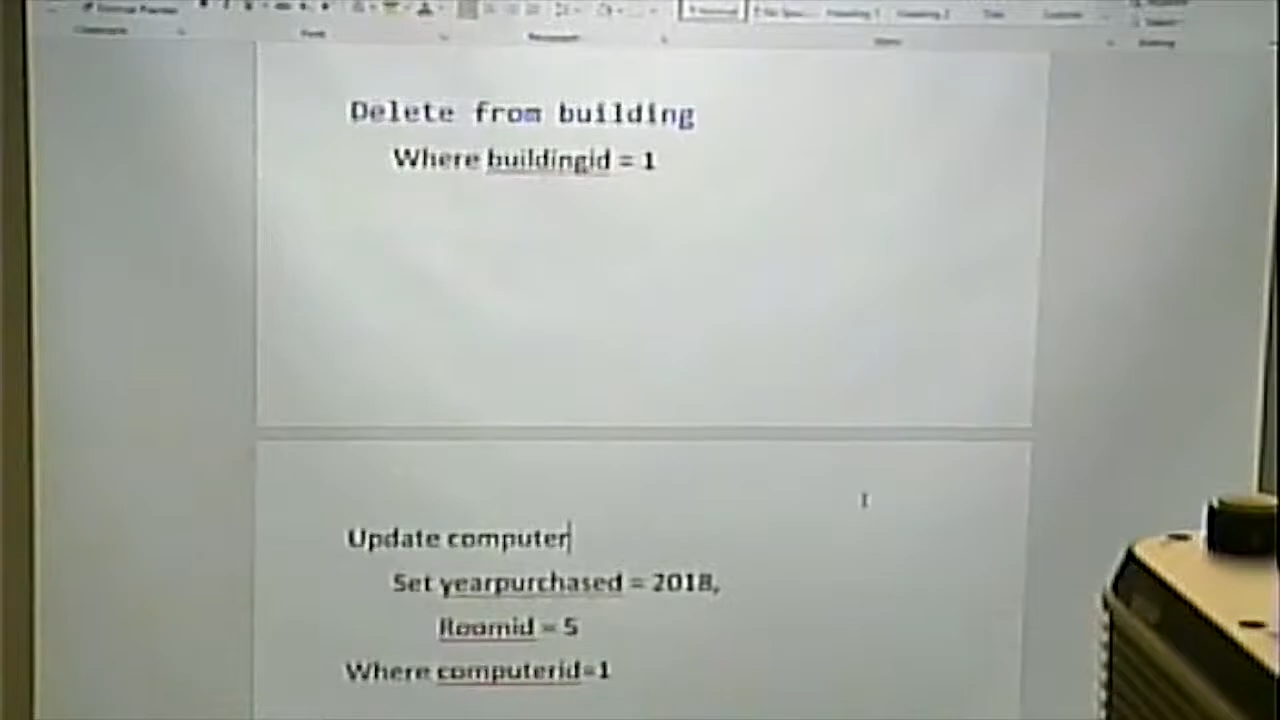 Delete from building
Where buildingid = 1
Update computer
Set yearpurchased = 2018,
Roomid = 5
Where computerid=1